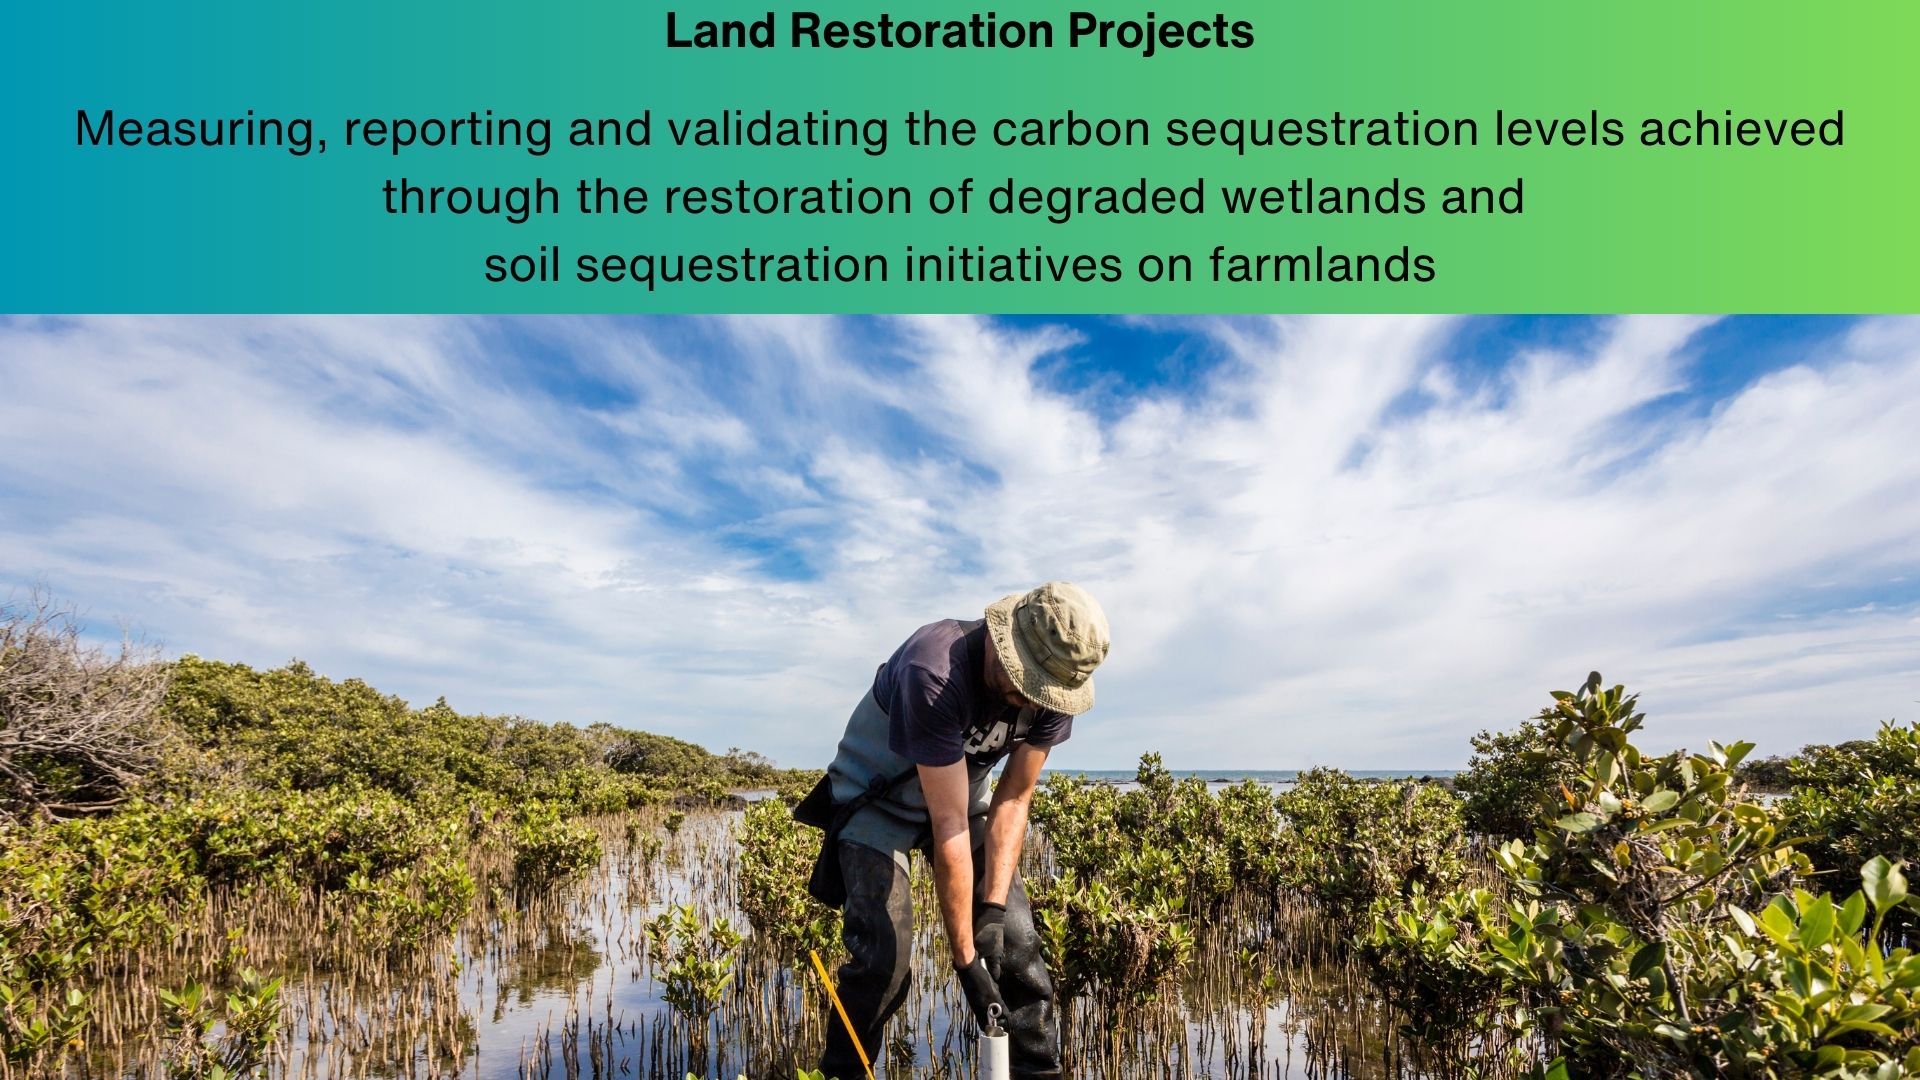 Land Restoration Projects
Measuring, reporting and validating the carbon sequestration levels achieved
through the restoration of degraded wetlands and
soil sequestration initiatives on farmlands